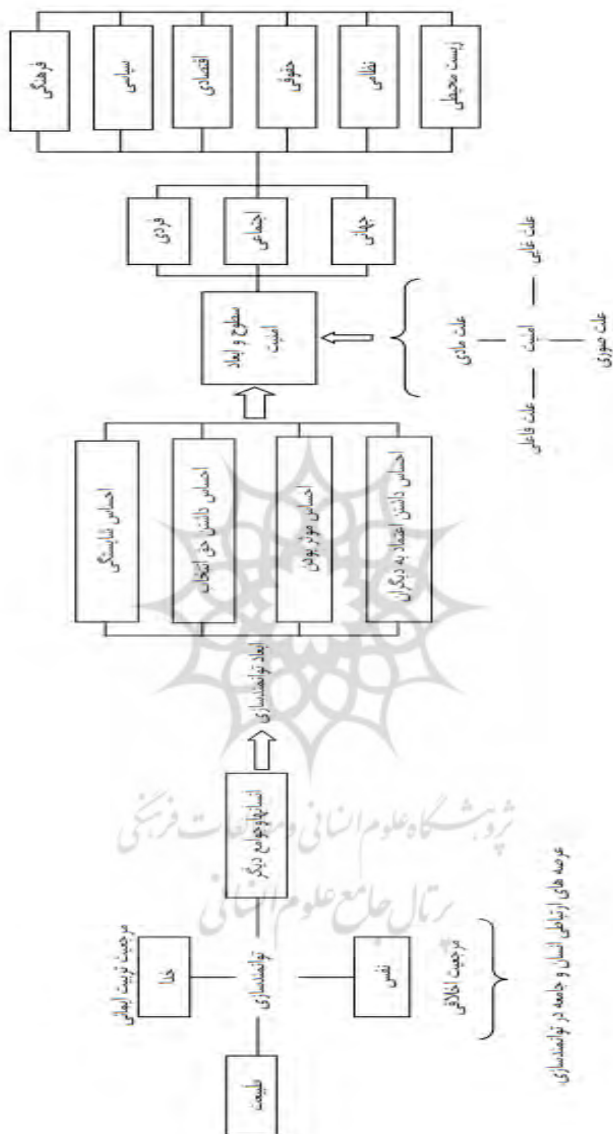 فرهنگی
سیاسی
اقتصادی
حقوقی
نظامی
زیست محیطی
فردی
اجتماعی
جهانی
امنیت
سطوح و ابعاد
علت غایی
علت مادی
امنیت
علت صوری
علت فاعلی
احساس شایستگی
احساس داشتن حق انتخاب
احساس موثر بودن
احساس داشتن اعتماد به دیگران
ابعاد توانمندسازی
انسانها و جوامع دیگر
مرجعیت تربیت ایمانی
خدا
توانمندسازی
نفس
مرجعیت اخلاقی
طبیعت
عرصه های ارتباطی انسان و جامعه در توانمندسازی
پژوهشگاه علوم انسانی و مطالعات فرهنگی
پرتال جامع علوم انسانی